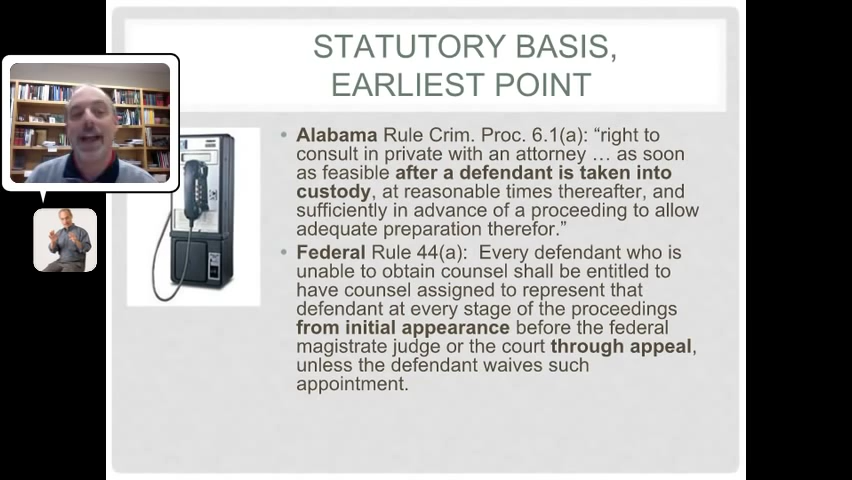 STATUTORY BASIS,
EARLIEST POINT
• Alabama Rule Crim. Proc. 6.1(a): “right to
consult in private with an attorney … as soon
as feasible after a defendant is taken into
custody, at reasonable times thereafter, and
sufficiently in advance of a proceeding to allow
adequate preparation therefor.”
• Federal Rule 44(a):  Every defendant who is
unable to obtain counsel shall be entitled to
have counsel assigned to represent that
defendant at every stage of the proceedings
from initial appearance before the federal
magistrate judge or the court through appeal,
unless the defendant waives such
appointment.